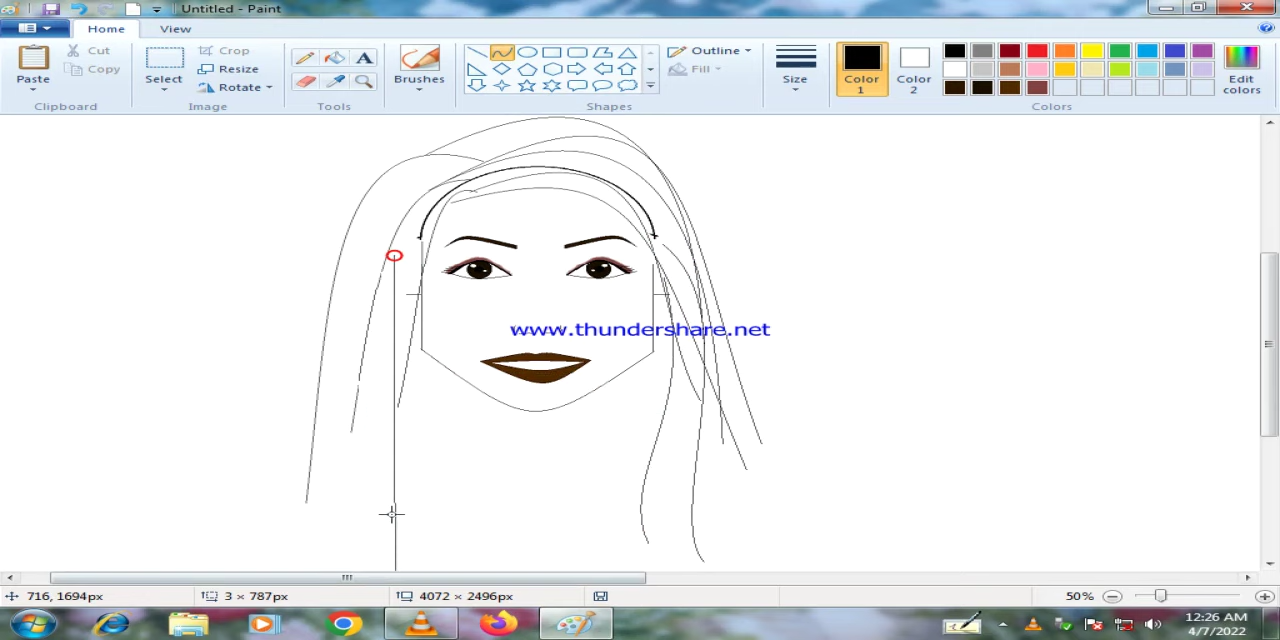 Untitled - Paint
Home View
Paste
Cut
Copy
Clipboard
Select
Crop
Resize
Rotate
Image
A
Tools
Brushes
Outline
Fill
Shapes
Size
Color 1
Color 2
Edit colors
Colors
www.thundershare.net
716, 1694px
3 × 787px
4072 × 2496px
50%
12:26 AM
4/7/2022